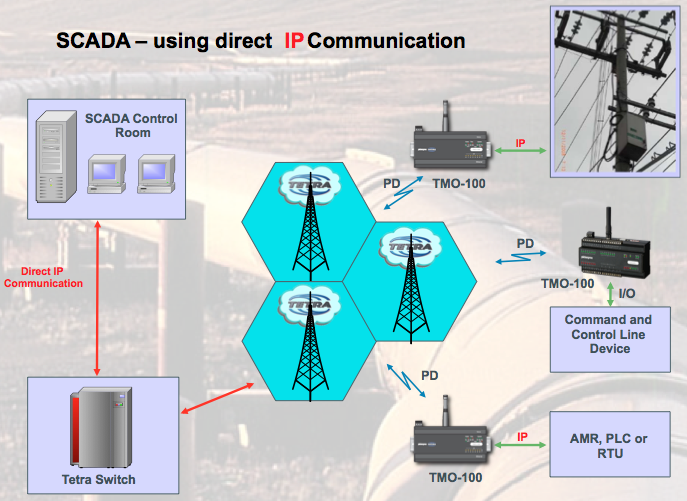 SCADA – using direct IP Communication
SCADA Control
Room
Direct IP
Communication
Tetra Switch
TETRA
TETRA
TETRA
PD
TMO-100
IP
PD
TMO-100
I/O
Command and
Control Line
Device
PD
TMO-100
IP
AMR, PLC or
RTU